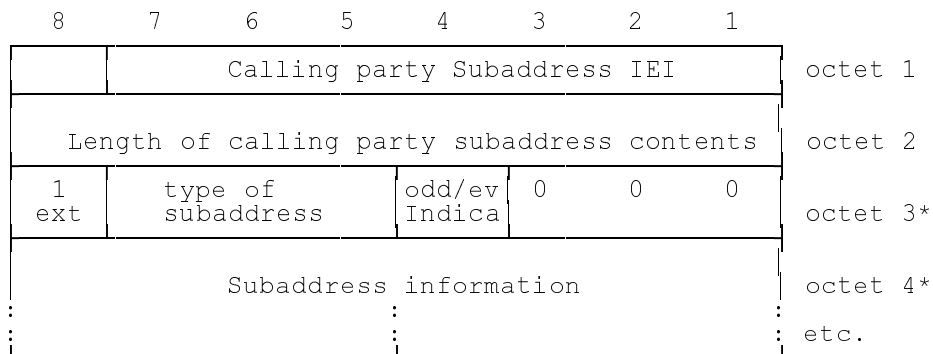 8 7 6 5 4 3 2 1
Calling party Subaddress IEI octet 1
Length of calling party subaddress contents octet 2
1 type of odd/ev 0 0 0
ext subaddress Indica octet 3*
Subaddress information octet 4*
: : :
: : : etc.